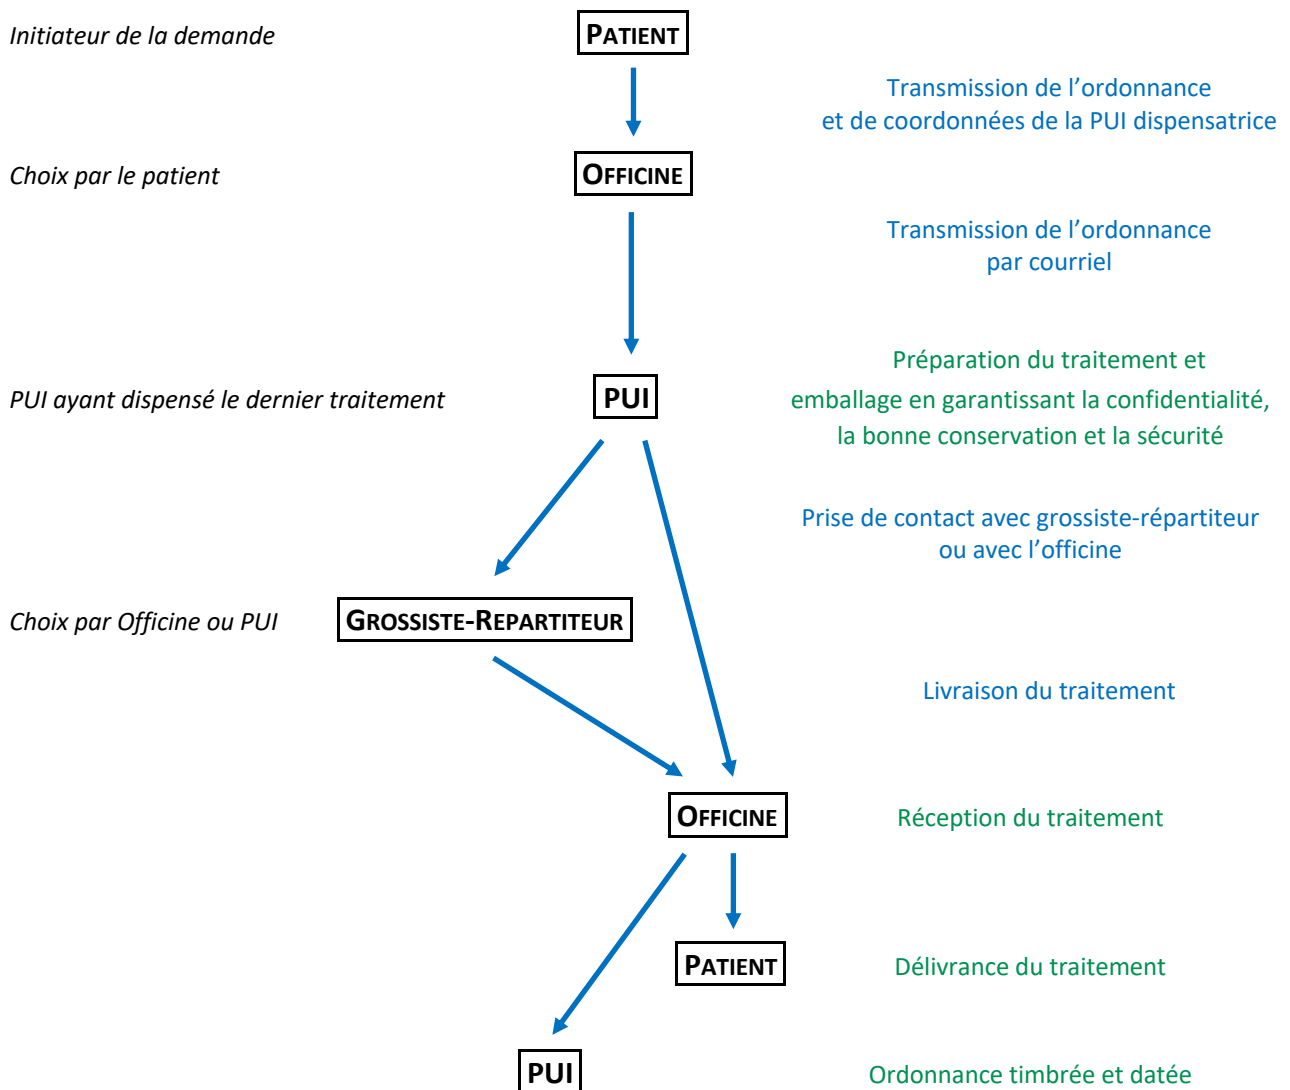 Initiateur de la demande
PATIENT
Transmission de l’ordonnance
et de coordonnées de la PUI dispensatrice
Choix par le patient
OFFICINE
Transmission de l’ordonnance
par courriel
Préparation du traitement et
PUI ayant dispensé le dernier traitement
PUI
emballage en garantissant la confidentialité,
la bonne conservation et la sécurité
Prise de contact avec grossiste-répartiteur
ou avec l’officine
Choix par Officine ou PUI
GROSSISTE-REPARTITEUR
Livraison du traitement
OFFICINE
Réception du traitement
PATIENT
Délivrance du traitement
PUI
Ordonnance timbrée et datée